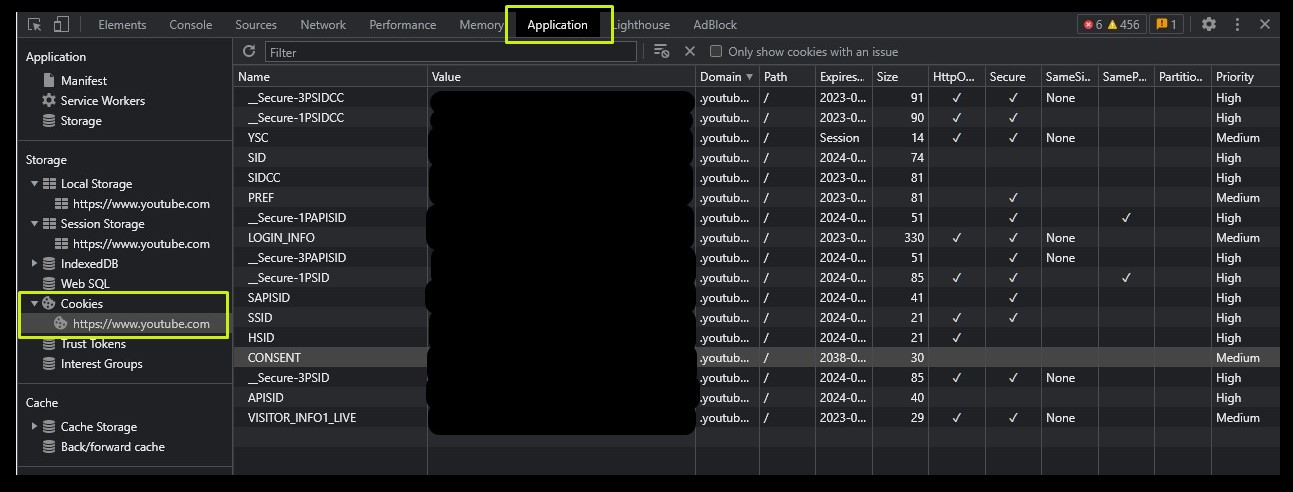 Elements Console Sources Network Performance Memory Application Lighthouse AdBlock 6 456 1
Application
Manifest
Service Workers
Storage
Storage
Local Storage
https://www.youtube.com
Session Storage
https://www.youtube.com
IndexedDB
Web SQL
Cookies
https://www.youtube.com
Trust Tokens
Interest Groups
Cache
Cache Storage
Back/forward cache
Filter Only show cookies with an issue
Name Value Domain ▼ Path Expires... Size HttpO... Secure SameSi... SameP... Partitio... Priority
__Secure-3PSIDCC .youtub... / 2023-0... 91 ✓ ✓ None High
__Secure-1PSIDCC .youtub... / 2023-0... 90 ✓ ✓ High
YSC .youtub... / Session 14 ✓ ✓ None Medium
SID .youtub... / 2024-0... 74 High
SIDCC .youtub... / 2023-0... 81 High
PREF .youtub... / 2023-0... 81 ✓ Medium
__Secure-1PAPISID .youtub... / 2024-0... 51 ✓ ✓ High
LOGIN_INFO .youtub... / 2023-0... 330 ✓ ✓ None Medium
__Secure-3PAPISID .youtub... / 2024-0... 51 ✓ None High
__Secure-1PSID .youtub... / 2024-0... 85 ✓ ✓ ✓ High
SAPISID .youtub... / 2024-0... 41 ✓ High
SSID .youtub... / 2024-0... 21 ✓ ✓ High
HSID .youtub... / 2024-0... 21 ✓ High
CONSENT .youtub... / 2038-0... 30 Medium
__Secure-3PSID .youtub... / 2024-0... 85 ✓ ✓ None High
APISID .youtub... / 2024-0... 40 High
VISITOR_INFO1_LIVE .youtub... / 2023-0... 29 ✓ ✓ None Medium